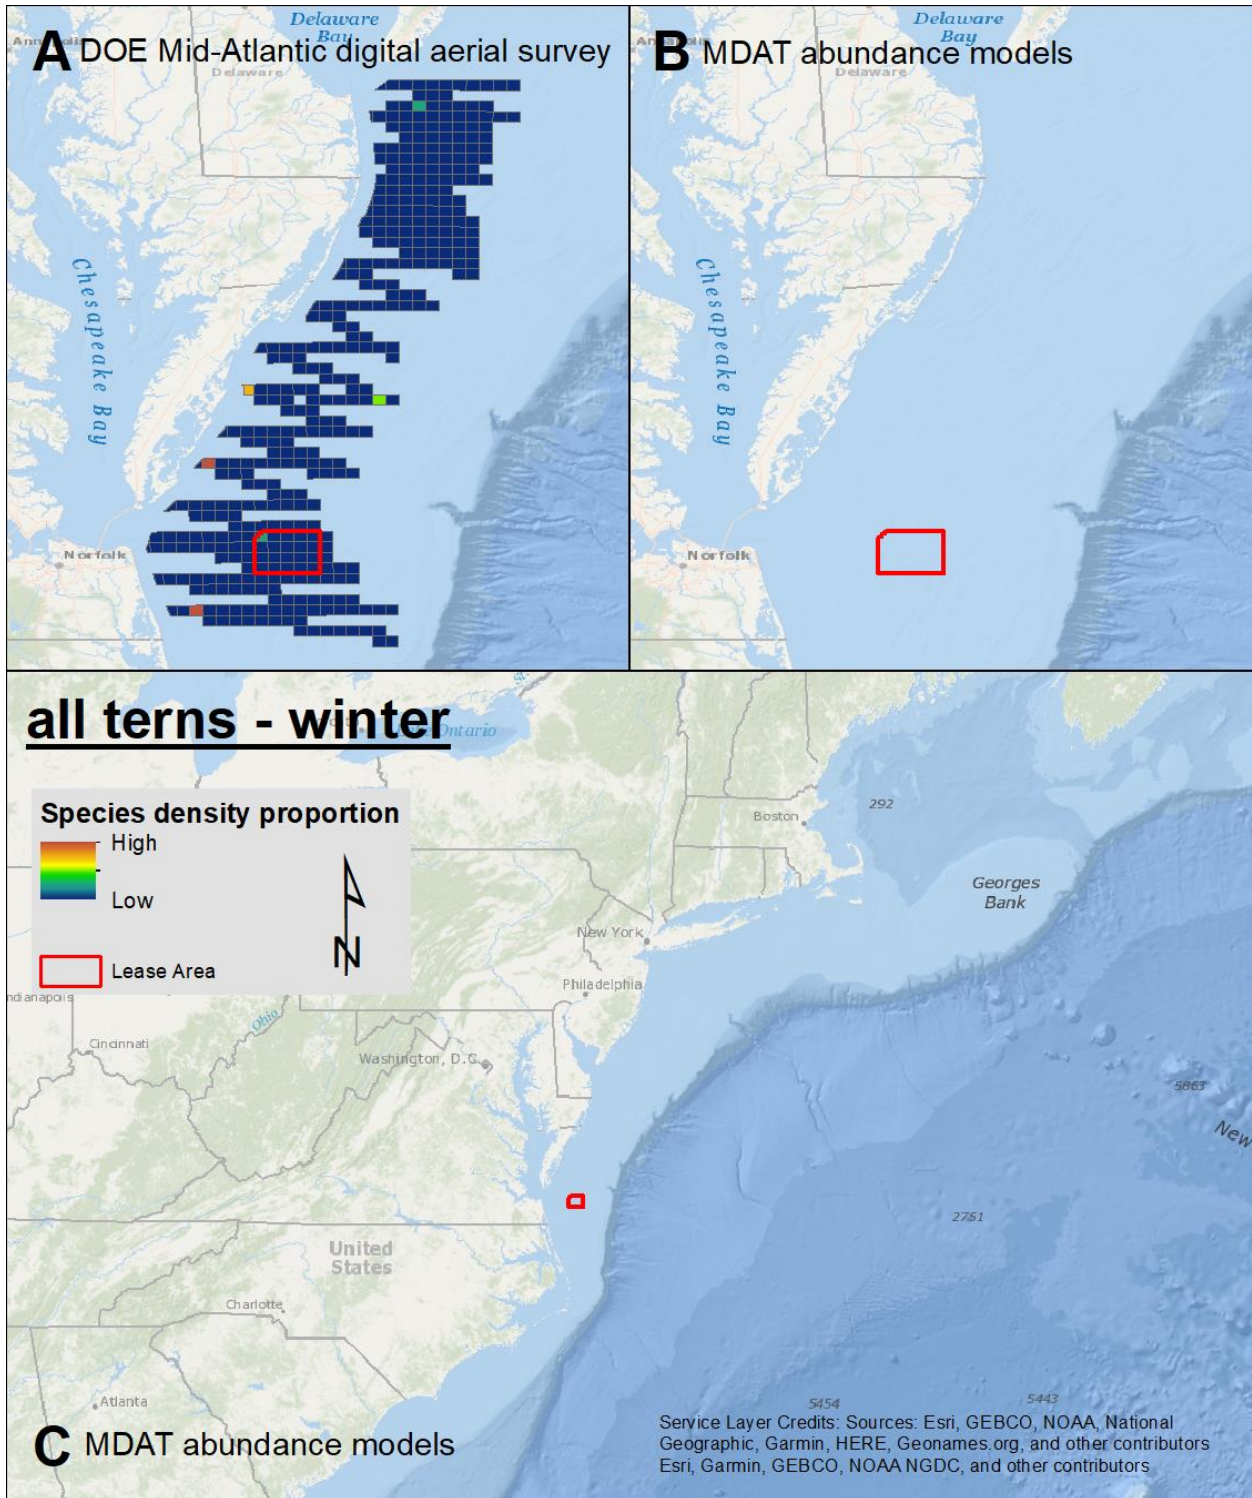 A DOE Mid-Atlantic digital aerial survey
Delaware
Bay
Delaware
Chesapeake Bay
Norfolk
B MDAT abundance models
Delaware
Bay
Delaware
Chesapeake Bay
Norfolk
all terns - winter
Ontario
Species density proportion
High
Low
Lease Area
N
292
Boston
Georges
Bank
New York
Philadelphia
ndianapolis
Ohio
Cincinnati
Washington, D.C.
5863
New
2751
United
States
Charlotte
Atlanta
5454
5443
C MDAT abundance models
Service Layer Credits: Sources: Esri, GEBCO, NOAA, National
Geographic, Garmin, HERE, Geonames.org, and other contributors
Esri, Garmin, GEBCO, NOAA NGDC, and other contributors